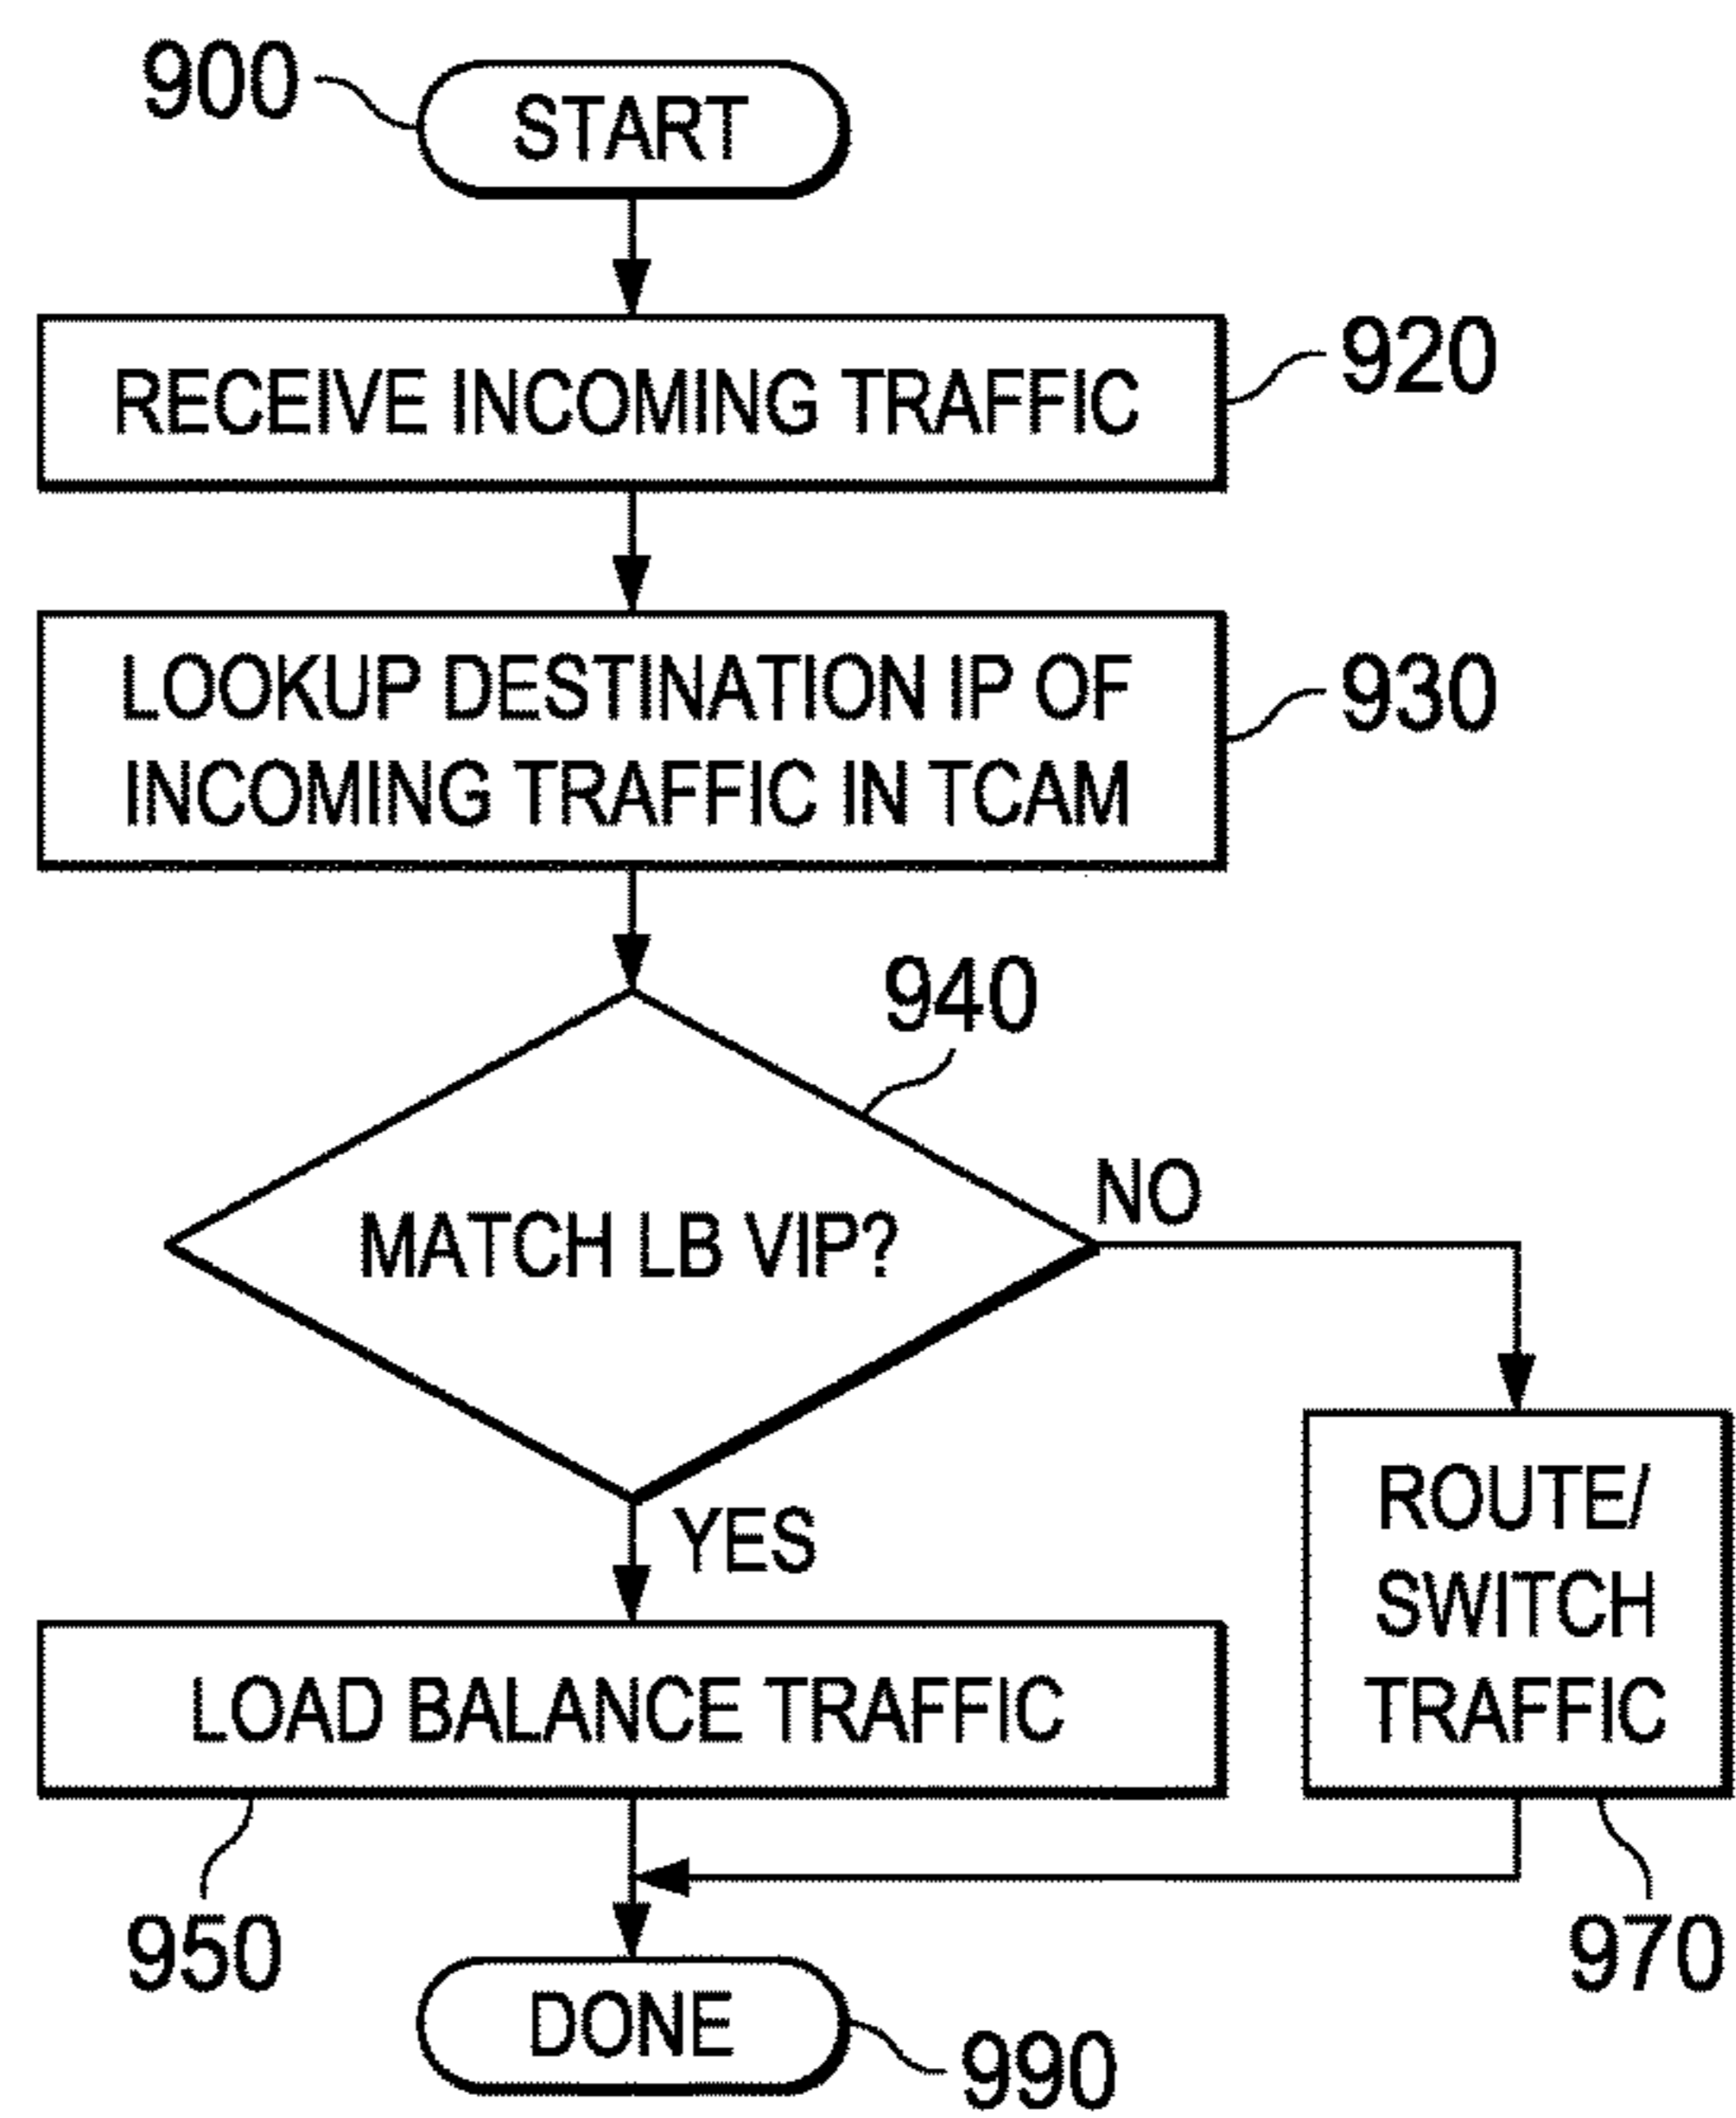 900
START
RECEIVE INCOMING TRAFFIC
920
LOOKUP DESTINATION IP OF
INCOMING TRAFFIC IN TCAM
930
940
MATCH LB VIP?
NO
YES
ROUTE/
SWITCH
TRAFFIC
LOAD BALANCE TRAFFIC
950
970
DONE
990